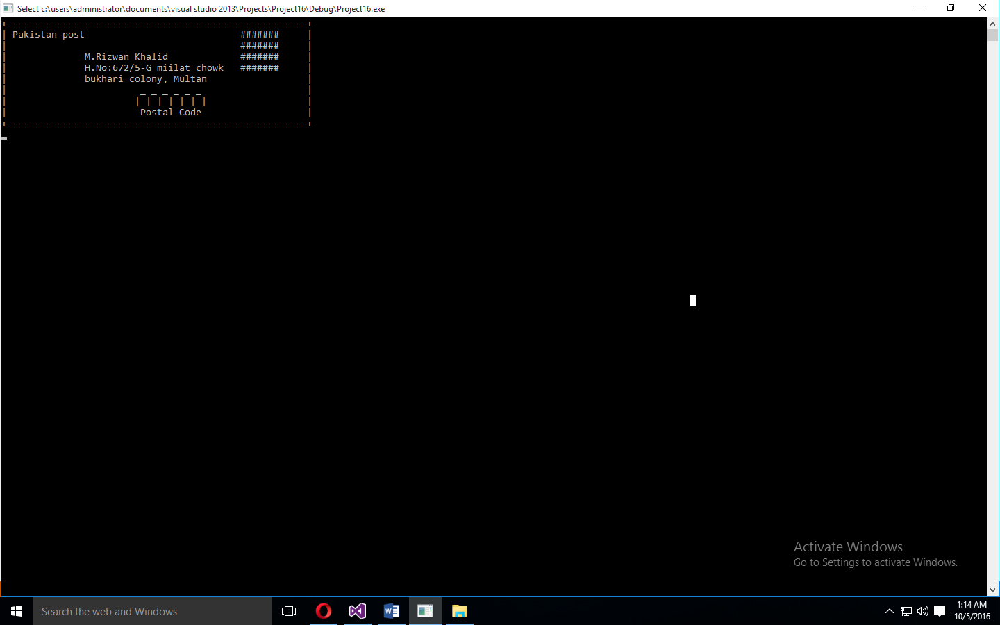 Select c:\users\administrator\documents\visual studio 2013\Projects\Project16\Debug\Project16.exe
+------------------------------------------------------+
| Pakistan post                            #######     |
|                                          #######     |
|              M.Rizwan Khalid             #######     |
|              H.No:672/5-G miilat chowk   #######     |
|              bukhari colony, Multan                  |
|                        _ _ _ _ _ _                   |
|                       |_|_|_|_|_|_|                  |
|                        Postal Code                   |
+------------------------------------------------------+
Activate Windows
Go to Settings to activate Windows.
Search the web and Windows
1:14 AM
10/5/2016